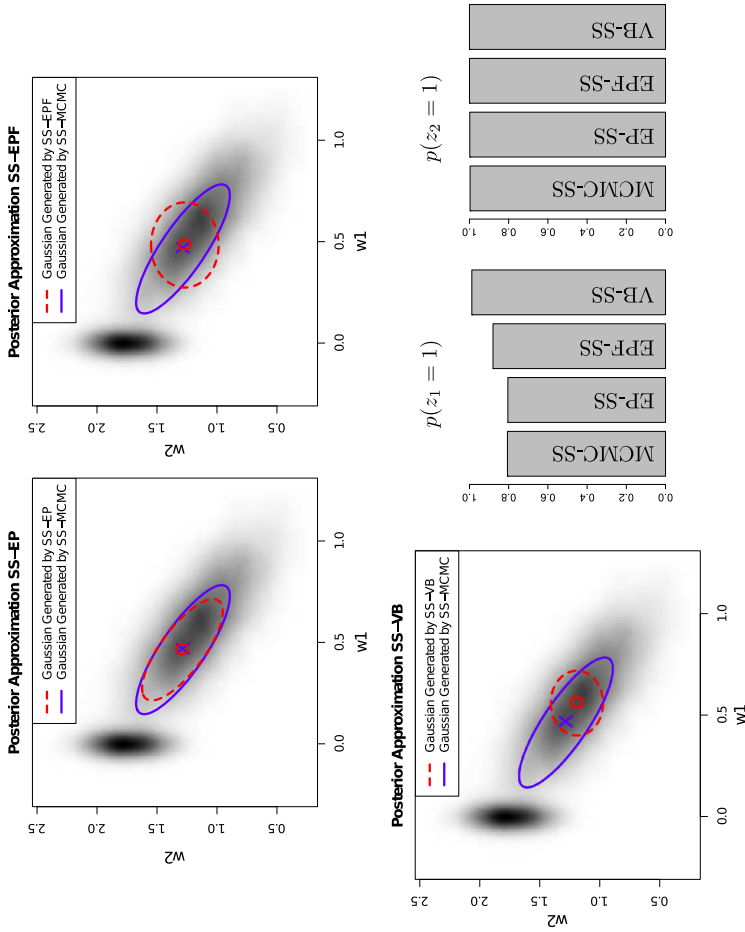 Posterior Approximation SS−EP
Gaussian Generated by SS−EP
Gaussian Generated by SS−MCMC
2.5
2.0
1.5
1.0
0.5
w2
0.0
0.5
1.0
w1
Posterior Approximation SS−EPF
Gaussian Generated by SS−EPF
Gaussian Generated by SS−MCMC
2.5
2.0
1.5
1.0
0.5
w2
0.0
0.5
1.0
w1
Posterior Approximation SS−VB
Gaussian Generated by SS−VB
Gaussian Generated by SS−MCMC
2.5
2.0
1.5
1.0
0.5
w2
0.0
0.5
1.0
w1
p(z₁ = 1)
1.0
0.8
0.6
0.4
0.2
0.0
MCMC-SS
EP-SS
EPF-SS
VB-SS
p(z₂ = 1)
1.0
0.8
0.6
0.4
0.2
0.0
MCMC-SS
EP-SS
EPF-SS
VB-SS